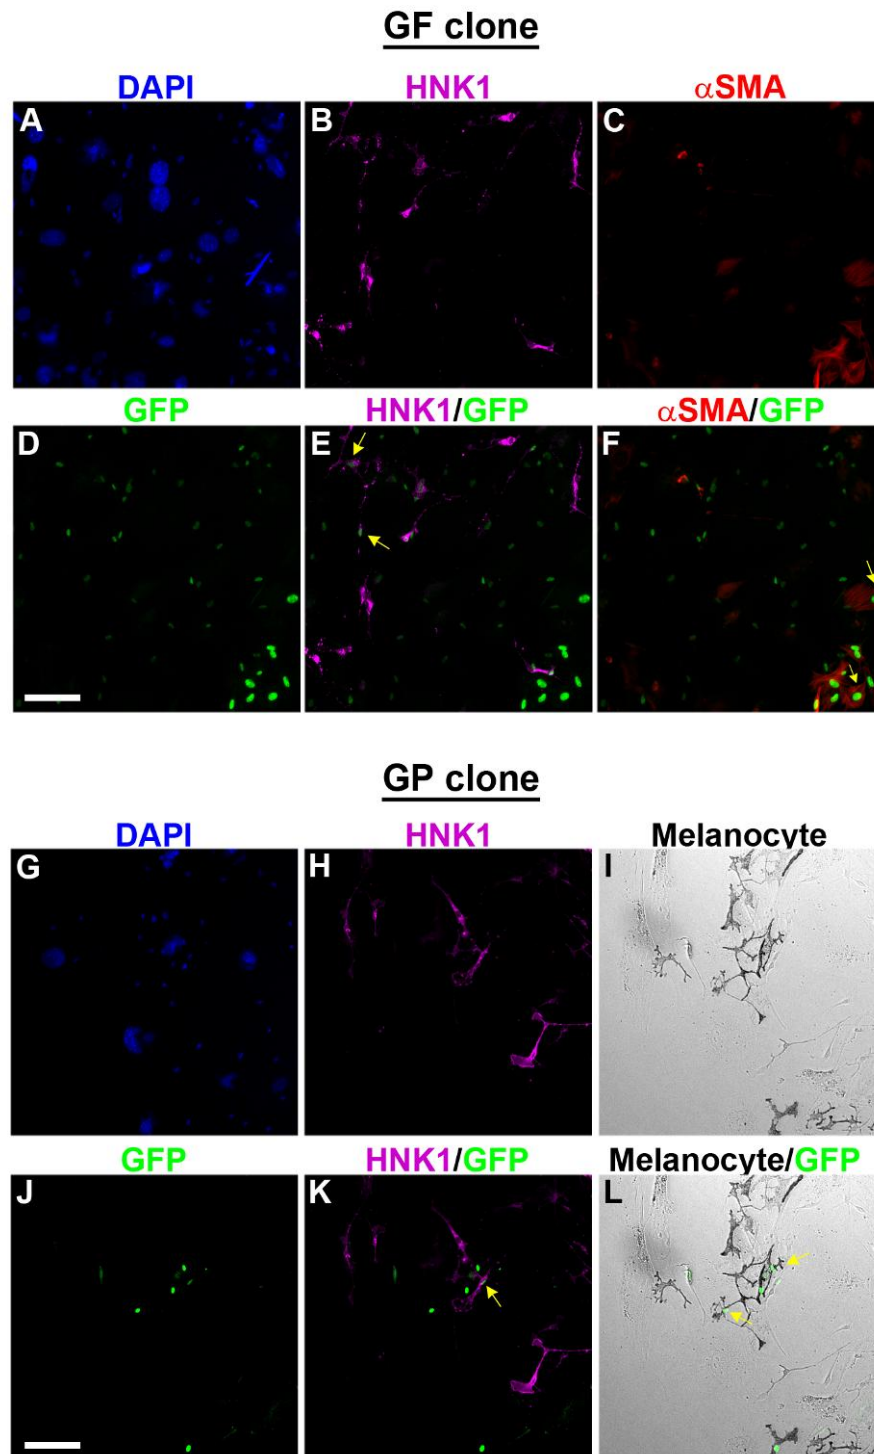 GF clone
DAPI HNK1 αSMA
A B C
GFP HNK1/GFP αSMA/GFP
D E F
GP clone
DAPI HNK1 Melanocyte
G H I
GFP HNK1/GFP Melanocyte/GFP
J K L